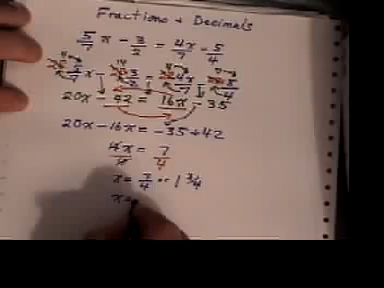 Fractions + Decimals
5/7 x - 3/2 = 4x/7 - 5/4
20x - 42 = 16x - 35
20x - 16x = -35 + 42
4x/4 = 7/4
x = 7/4 or 1 3/4
x =